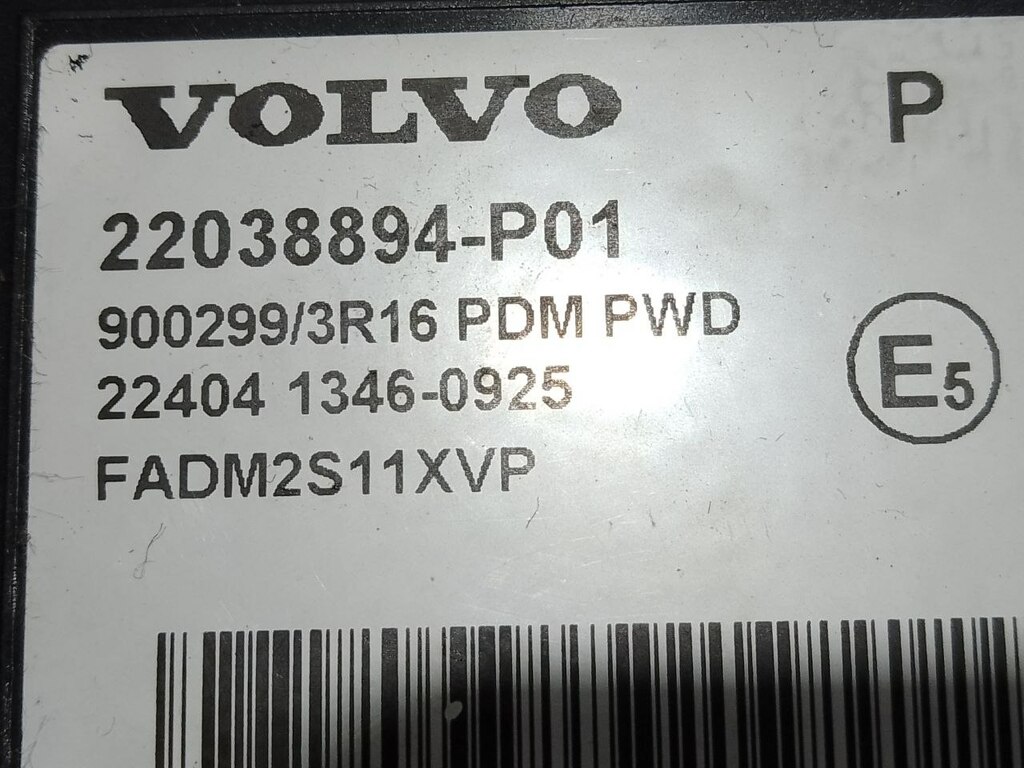 VOLVO P
22038894-P01
900299/3R16 PDM PWD
22404 1346-0925
FADM2S11XVP
E5